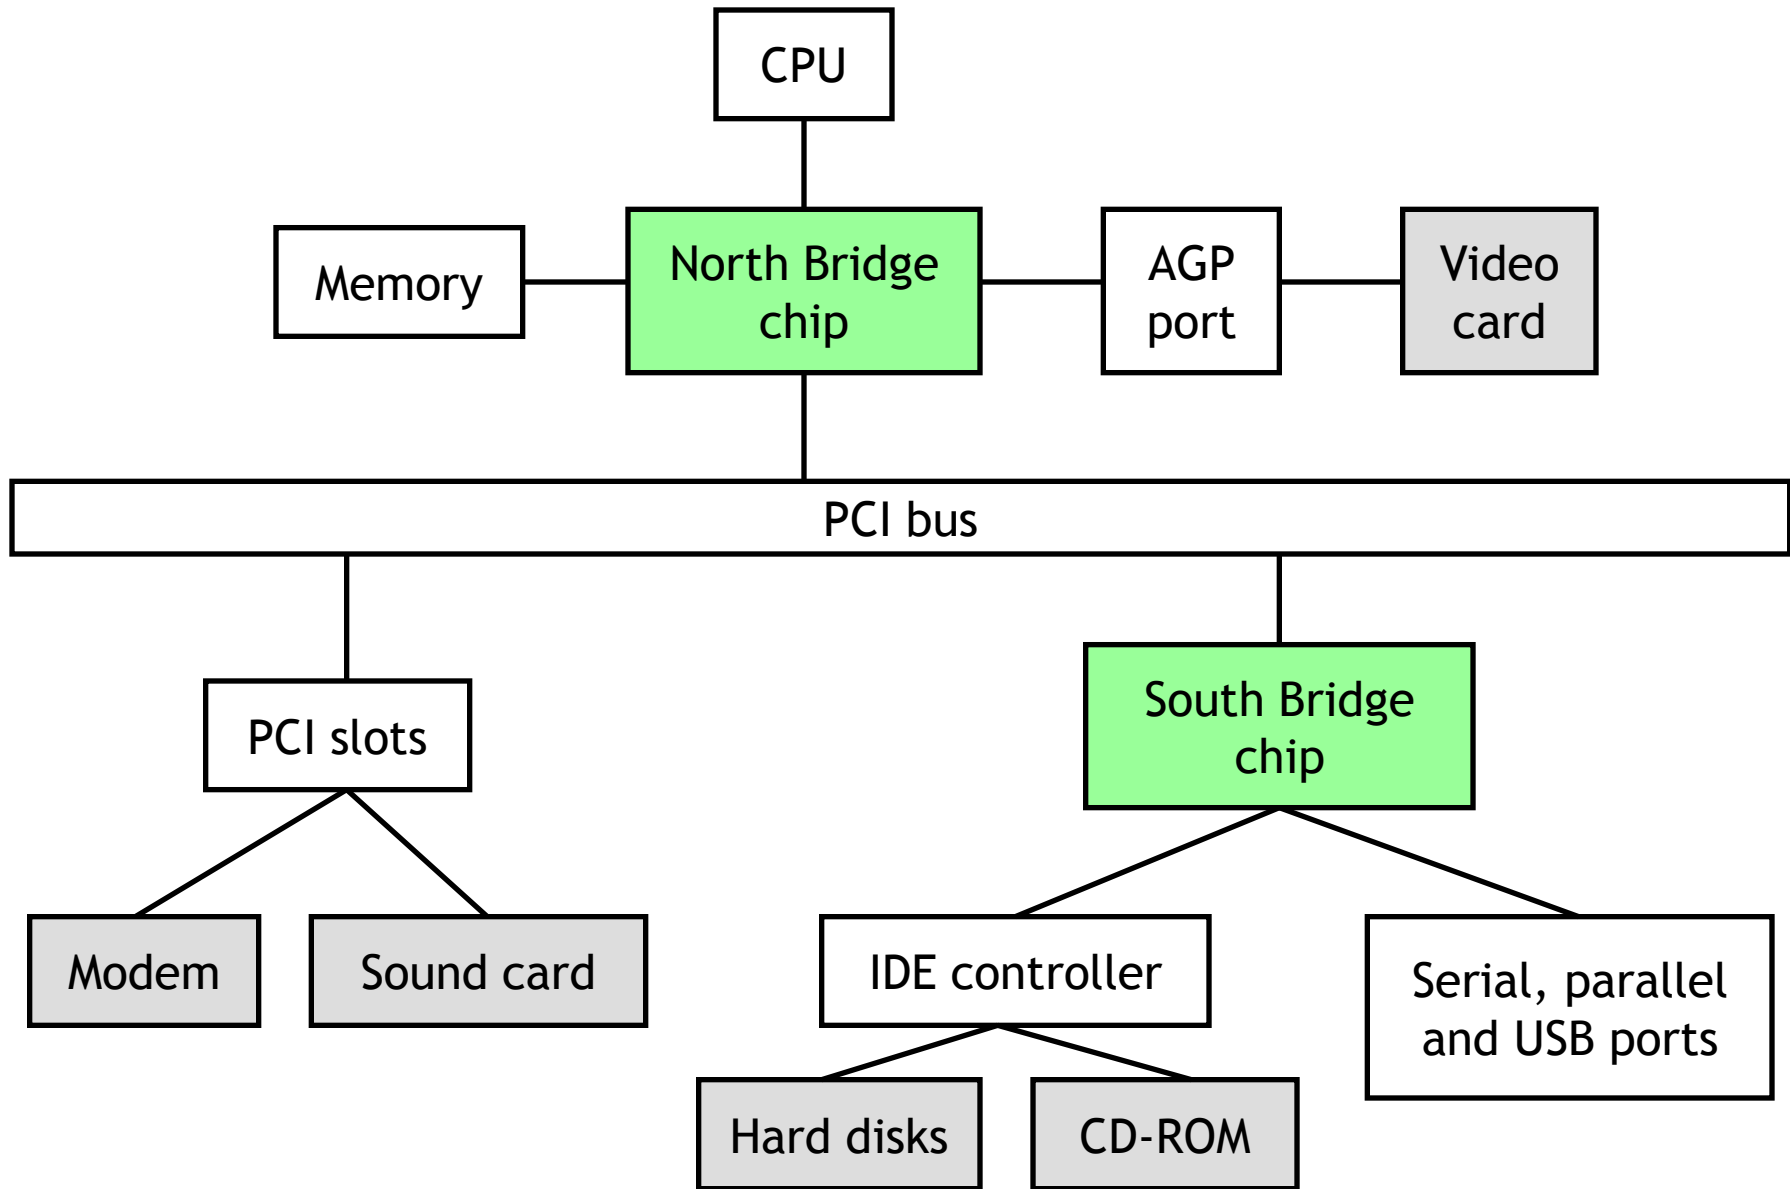 CPU
Memory
North Bridge
chip
AGP
port
Video
card
PCI bus
PCI slots
South Bridge
chip
Modem
Sound card
IDE controller
Serial, parallel
and USB ports
Hard disks
CD-ROM